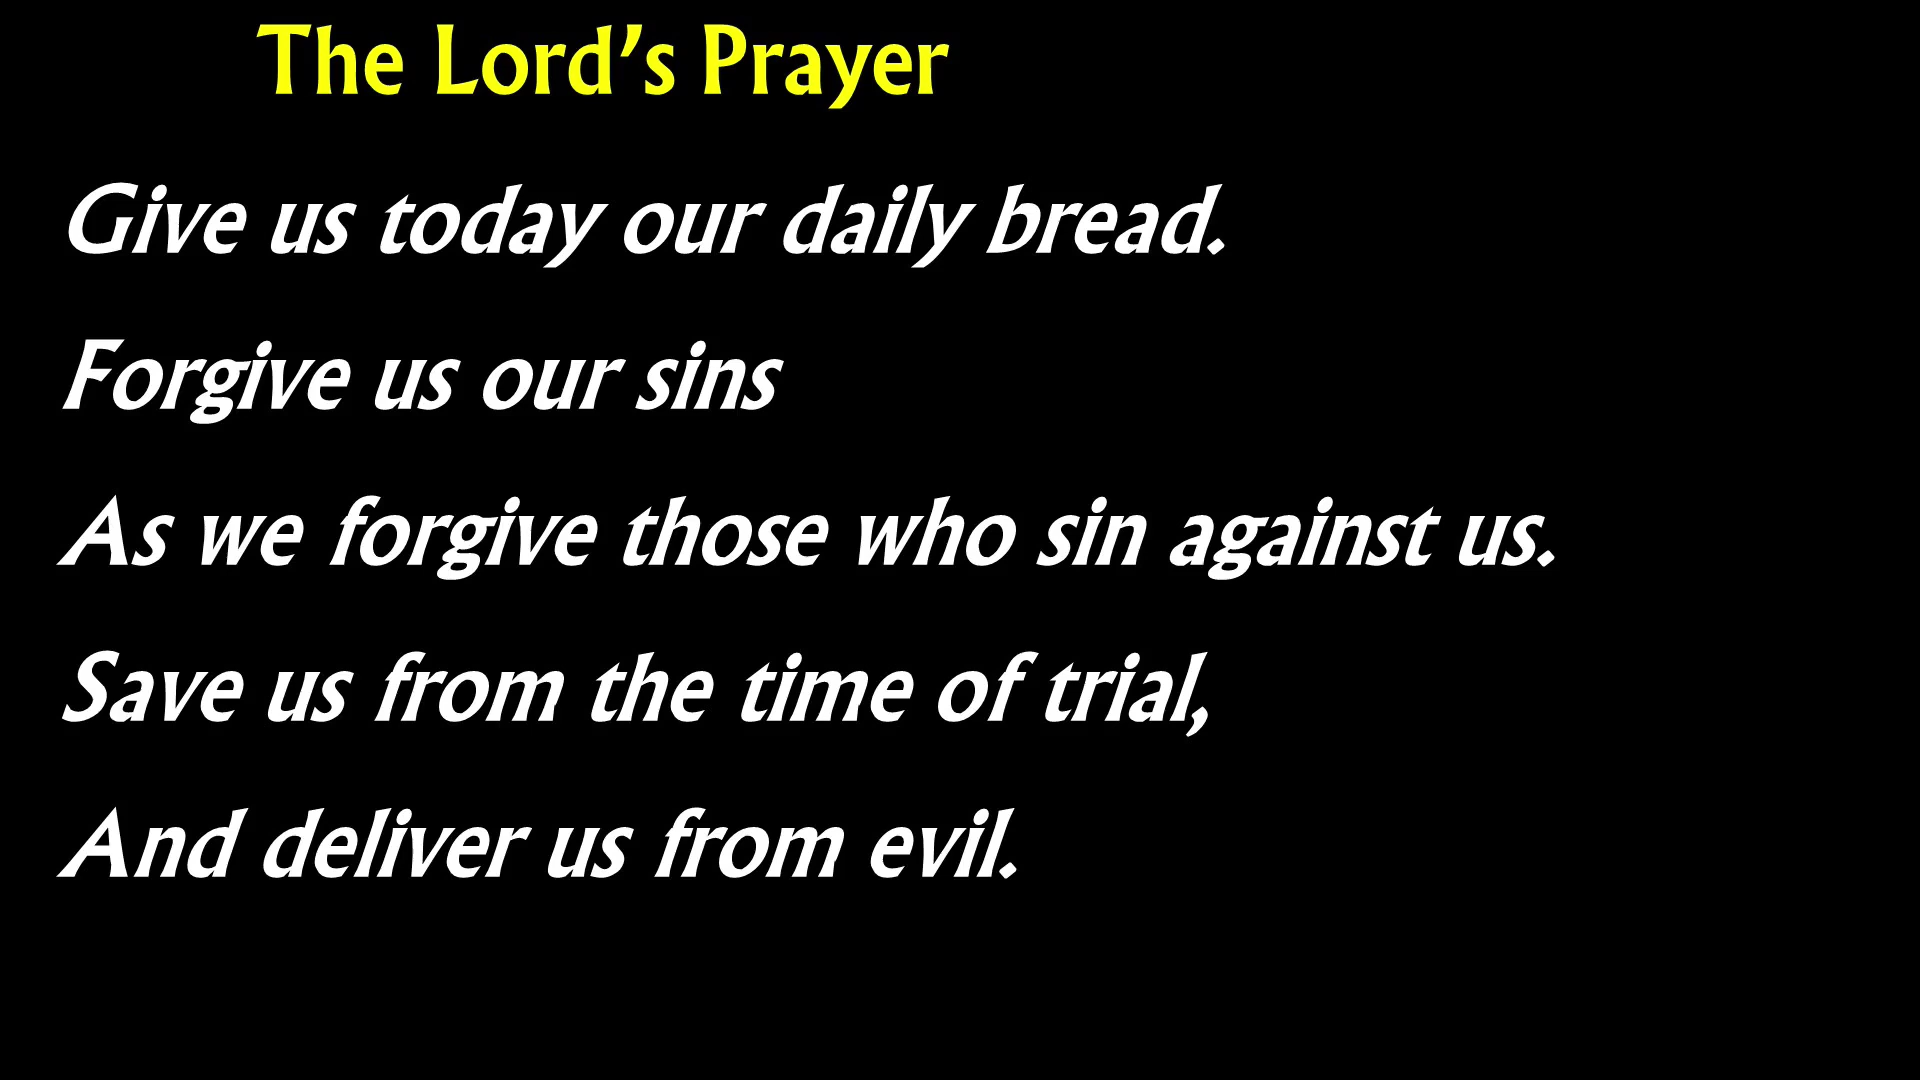 The Lord’s Prayer
Give us today our daily bread.
Forgive us our sins
As we forgive those who sin against us.
Save us from the time of trial,
And deliver us from evil.